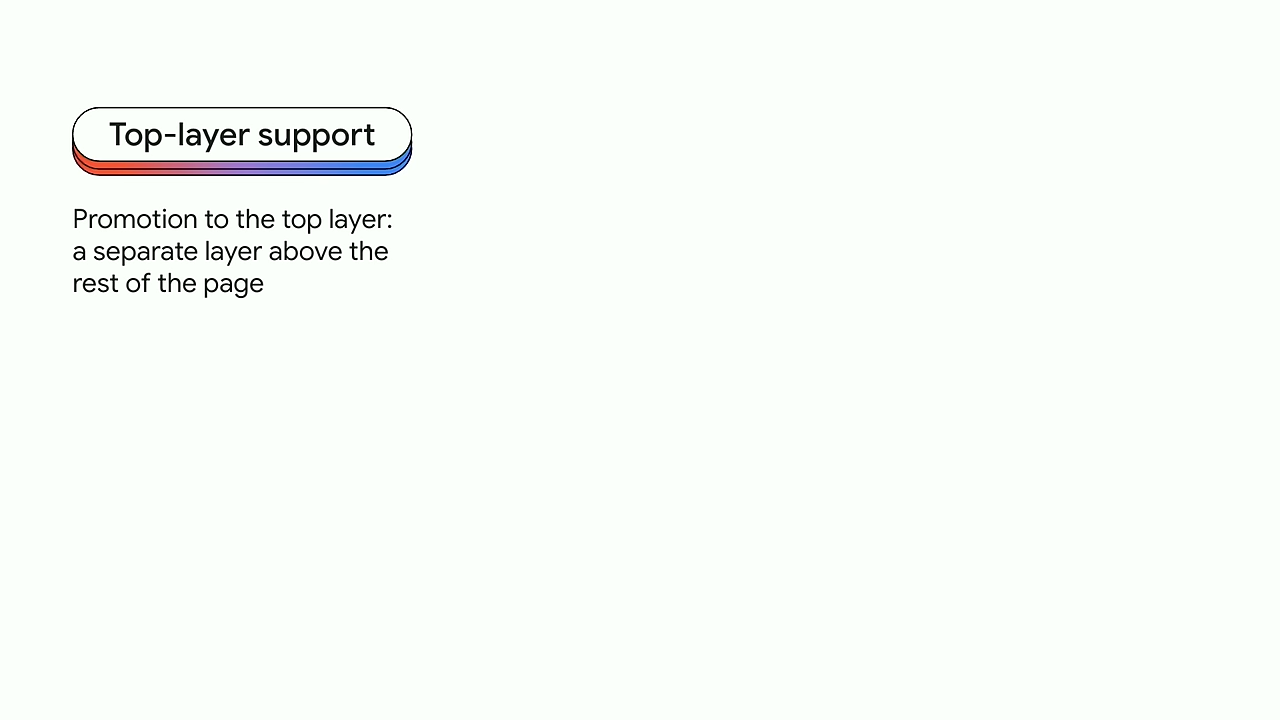 Top-layer support
Promotion to the top layer:
a separate layer above the
rest of the page